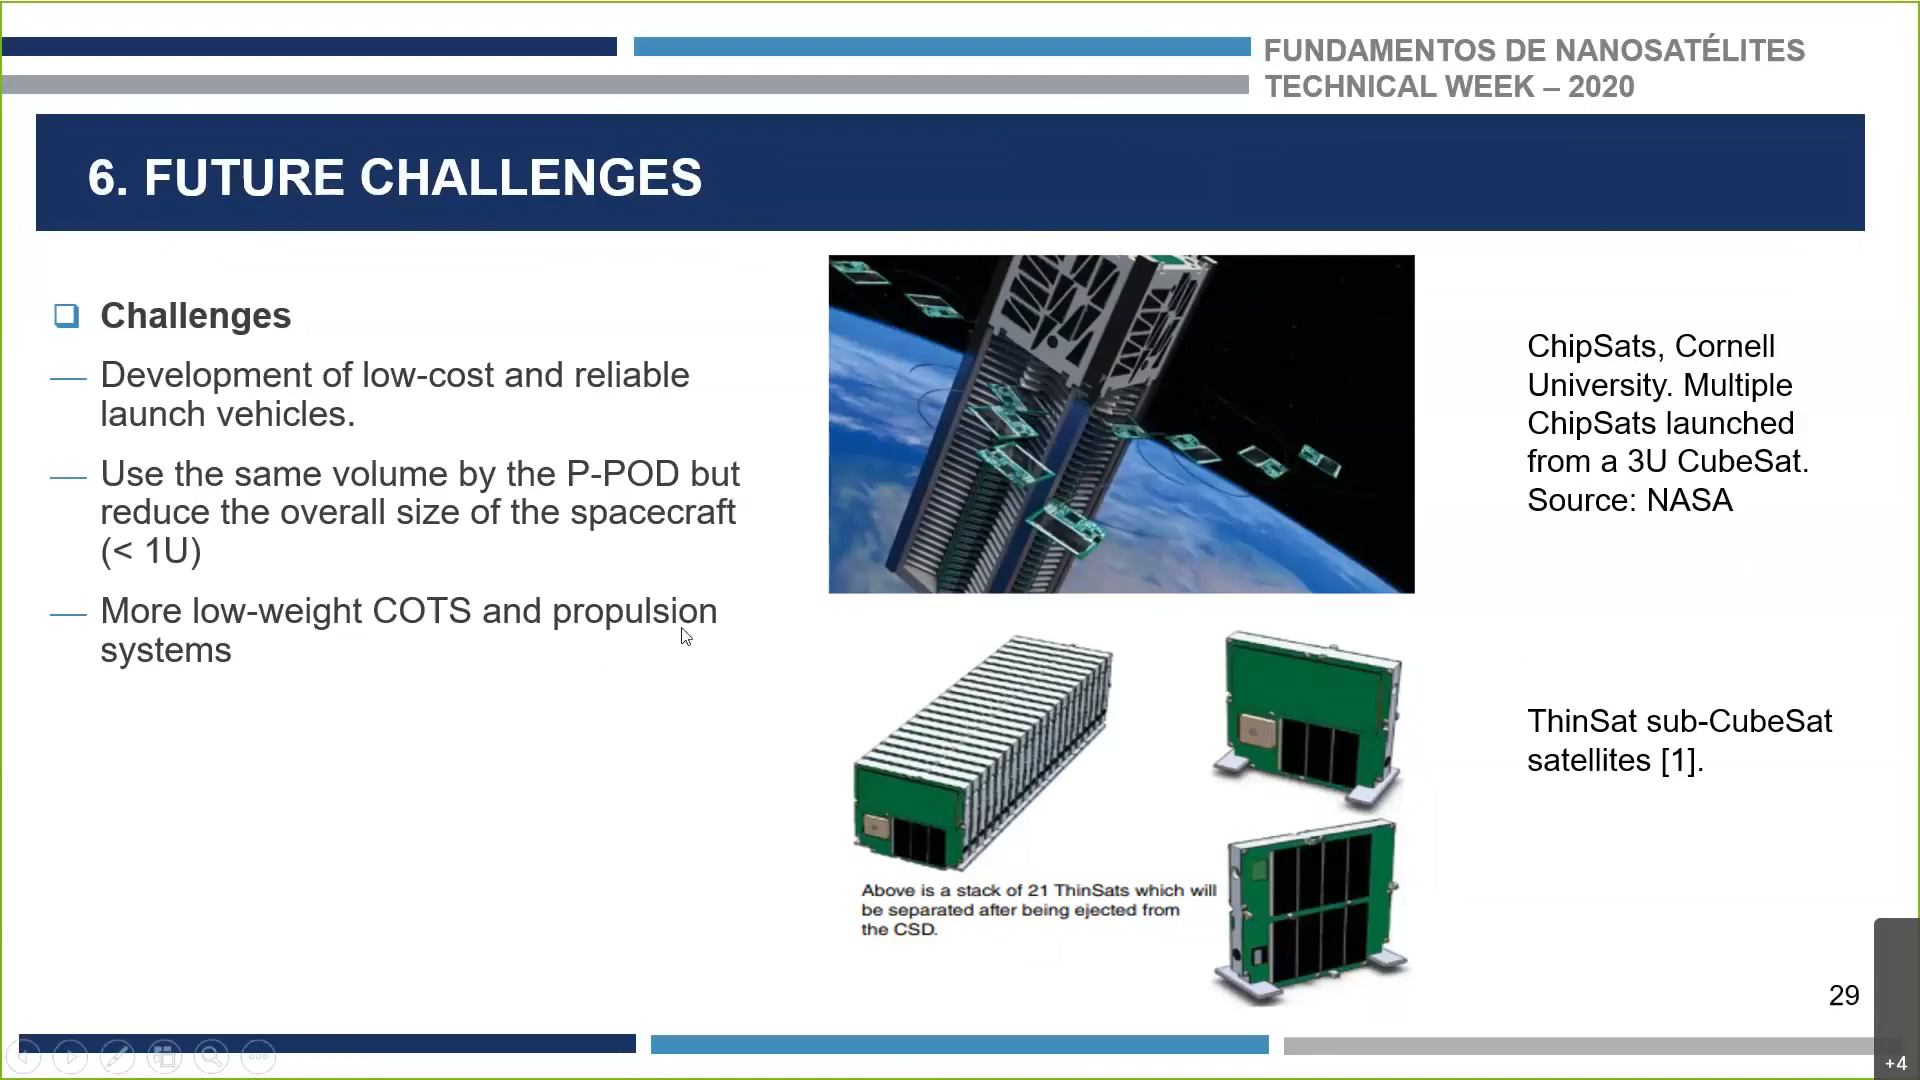 FUNDAMENTOS DE NANOSATÉLITES
TECHNICAL WEEK – 2020
6. FUTURE CHALLENGES
Challenges
Development of low-cost and reliable
launch vehicles.
Use the same volume by the P-POD but
reduce the overall size of the spacecraft
(< 1U)
More low-weight COTS and propulsion
systems
ChipSats, Cornell
University. Multiple
ChipSats launched
from a 3U CubeSat.
Source: NASA
ThinSat sub-CubeSat
satellites [1].
Above is a stack of 21 ThinSats which will
be separated after being ejected from
the CSD.
29
+4